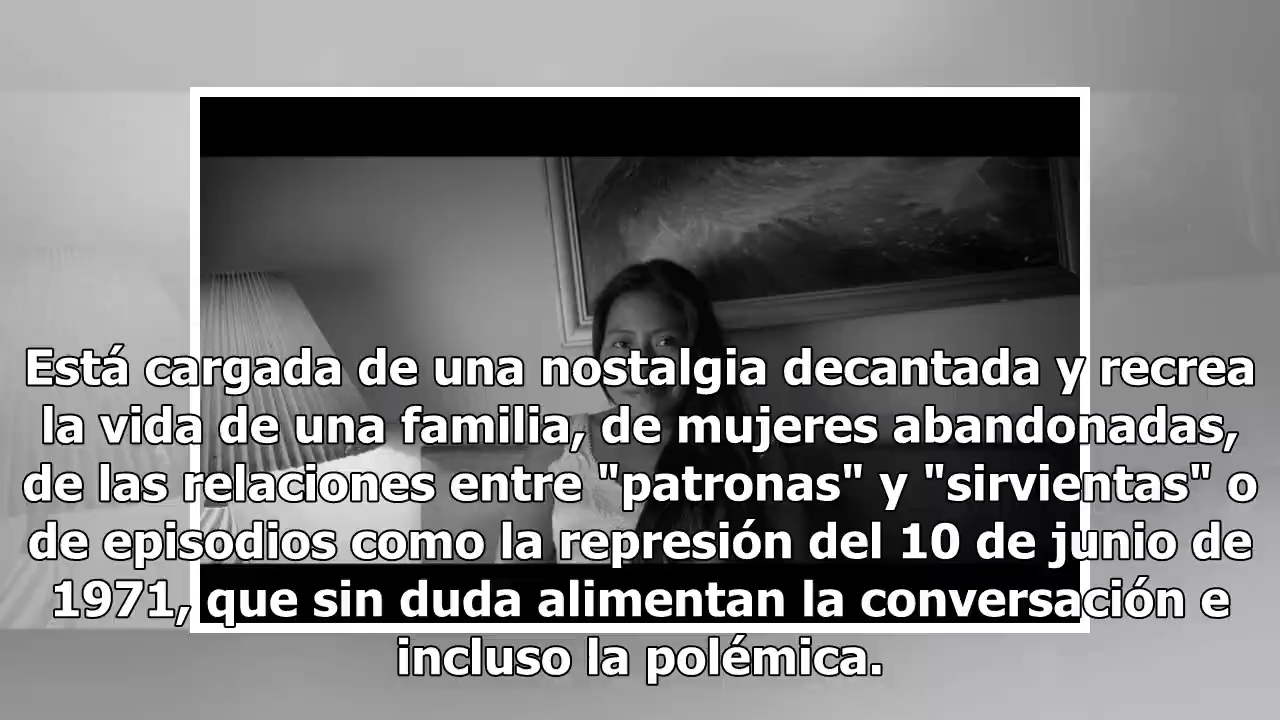 Está cargada de una nostalgia decantada y recrea
la vida de una familia, de mujeres abandonadas,
de las relaciones entre "patronas" y "sirvientas" o
de episodios como la represión del 10 de junio de
1971, que sin duda alimentan la conversación e
incluso la polémica.